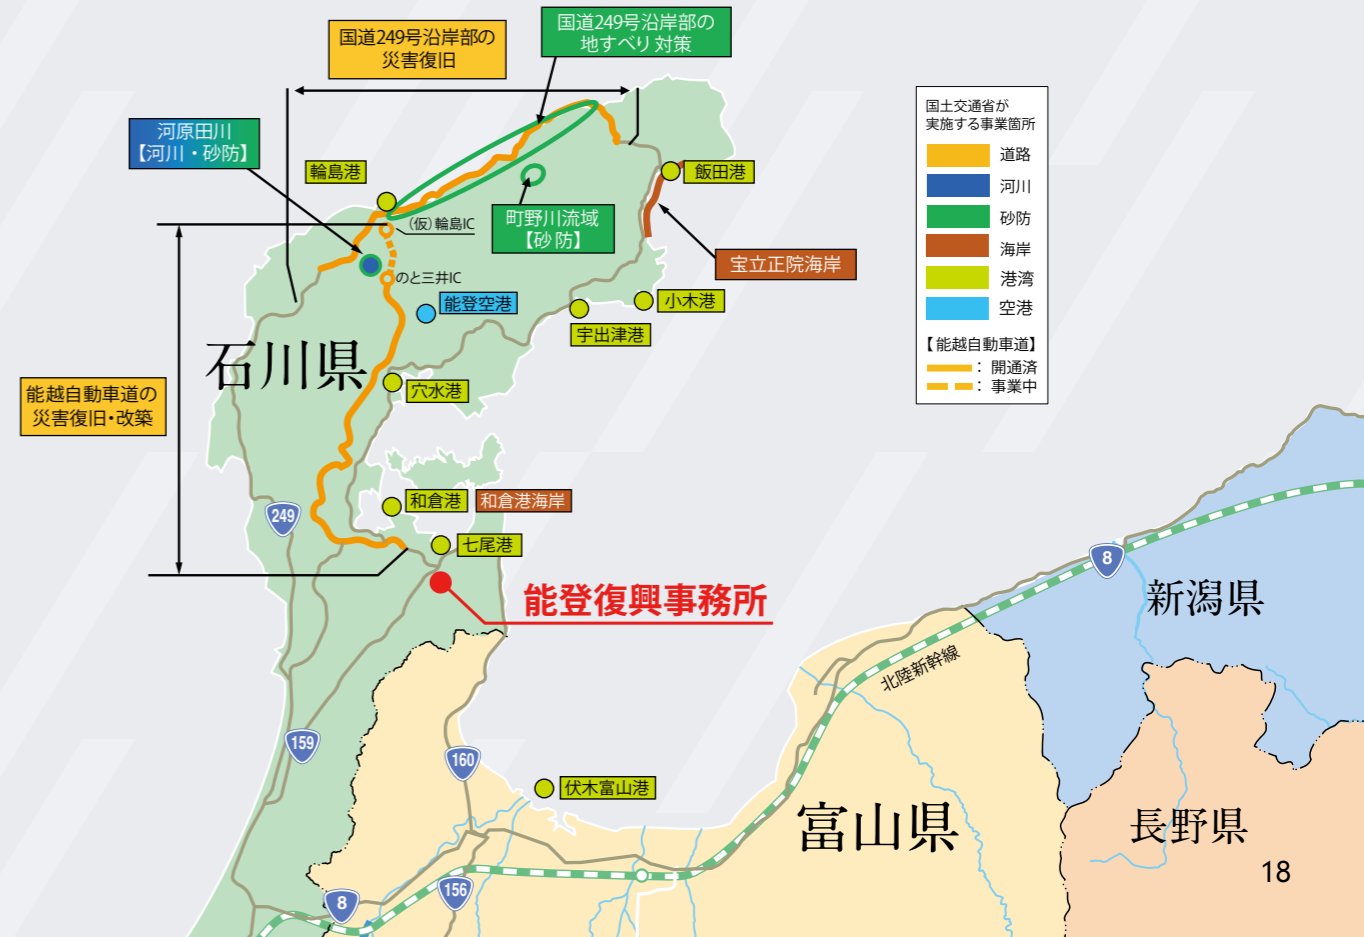 国道249号沿岸部の
地すべり対策
国道249号沿岸部の
災害復旧
河原田川
【河川・砂防】
輪島港
飯田港
町野川流域
【砂防】
(仮)輪島IC
宝立正院海岸
のと三井IC
能登空港
小木港
宇出津港
石川県
穴水港
能越自動車道の
災害復旧・改築
和倉港
和倉港海岸
249
七尾港
能登復興事務所
国土交通省が
実施する事業箇所
道路
河川
砂防
海岸
港湾
空港
【能越自動車道】
：開通済
：事業中
8
新潟県
北陸新幹線
159
160
伏木富山港
富山県
長野県
18
156
8